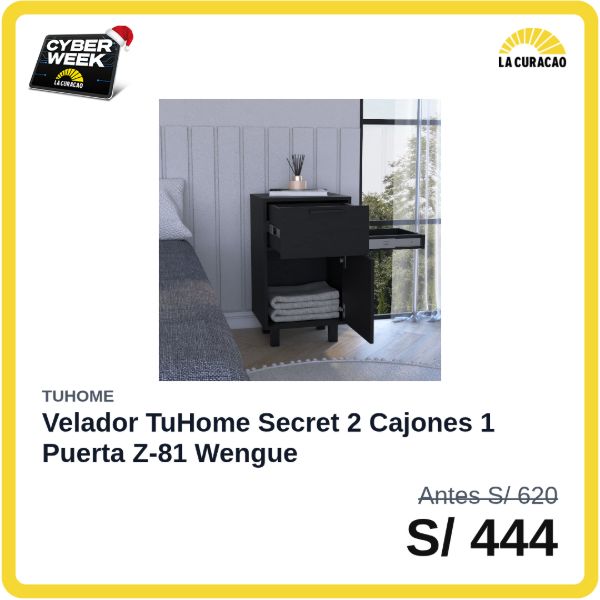 CYBER
WEEK
LA CURACAO
LA CURACAO
TUHOME
Velador TuHome Secret 2 Cajones 1
Puerta Z-81 Wengue
Antes S/ 620
S/ 444